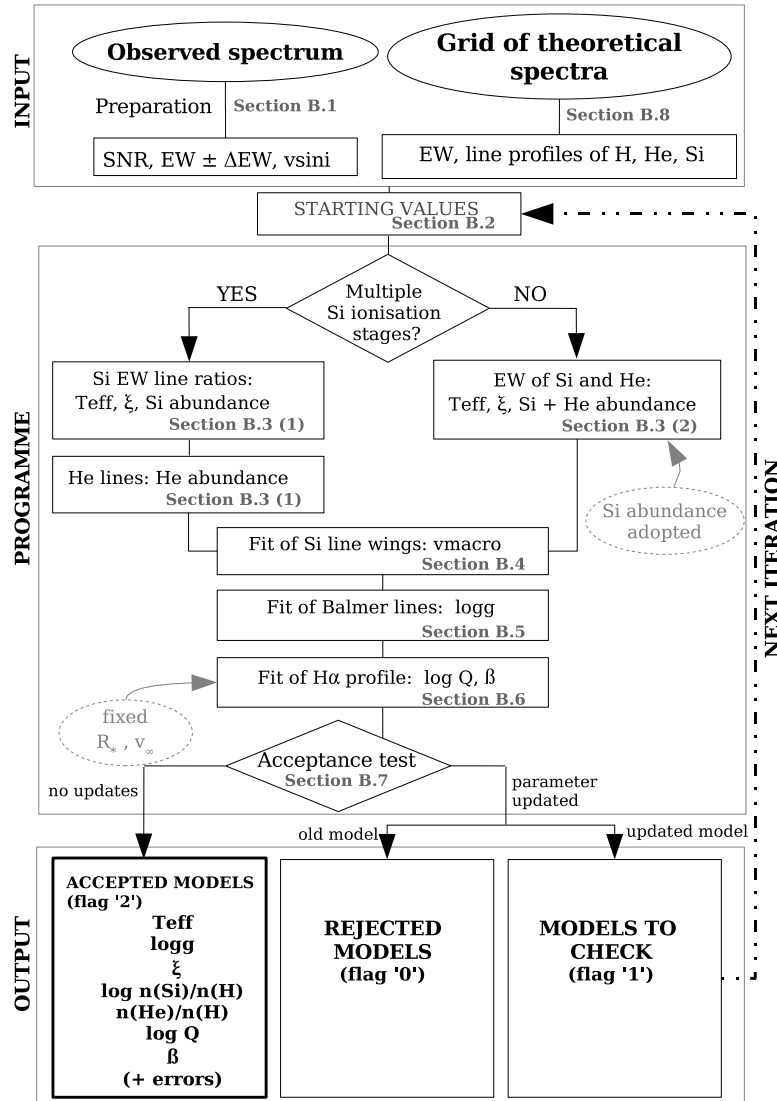 INPUT
Observed spectrum
Grid of theoretical
spectra
Preparation
Section B.1
Section B.8
SNR, EW ± ΔEW, vsini
EW, line profiles of H, He, Si
STARTING VALUES
Section B.2
PROGRAMME
Multiple
Si ionisation
stages?
YES
NO
Si EW line ratios:
Teff, ξ, Si abundance
Section B.3 (1)
EW of Si and He:
Teff, ξ, Si + He abundance
Section B.3 (2)
He lines: He abundance
Section B.3 (1)
Si abundance
adopted
Fit of Si line wings: vmacro
Section B.4
Fit of Balmer lines: logg
Section B.5
Fit of Hα profile: log Q, ß
Section B.6
fixed
R* , v∞
Acceptance test
Section B.7
no updates
parameter
updated
old model
updated model
NEXT ITERATION
OUTPUT
ACCEPTED MODELS
(flag '2')
Teff
logg
ξ
log n(Si)/n(H)
n(He)/n(H)
log Q
ß
(+ errors)
REJECTED
MODELS
(flag '0')
MODELS TO
CHECK
(flag '1')